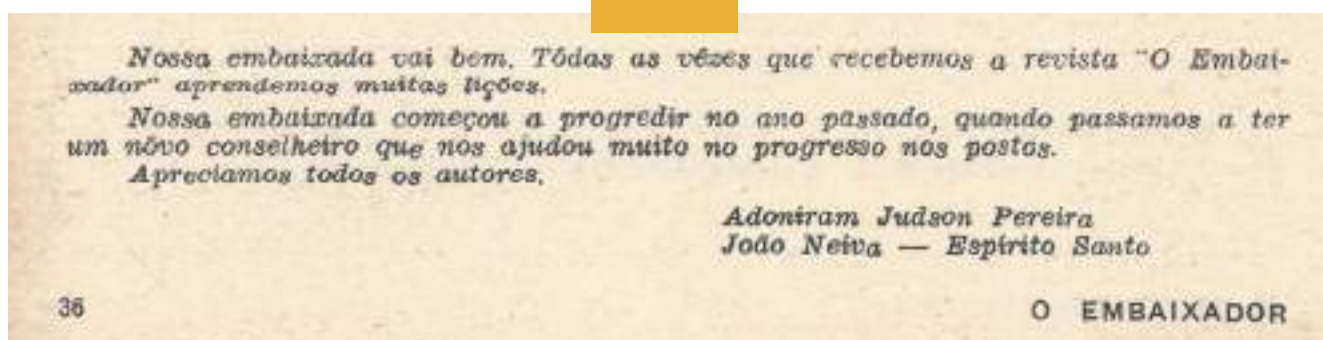 Nossa embaixada vai bem. Tôdas as vêzes que recebemos a revista "O Embai-
xador" aprendemos muitas lições.
Nossa embaixada começou a progredir no ano passado, quando passamos a ter
um nôvo conselheiro que nos ajudou muito no progresso nos postos.
Apreciamos todos os autores.
Adoniram Judson Pereira
João Neiva — Espírito Santo
36
O EMBAIXADOR